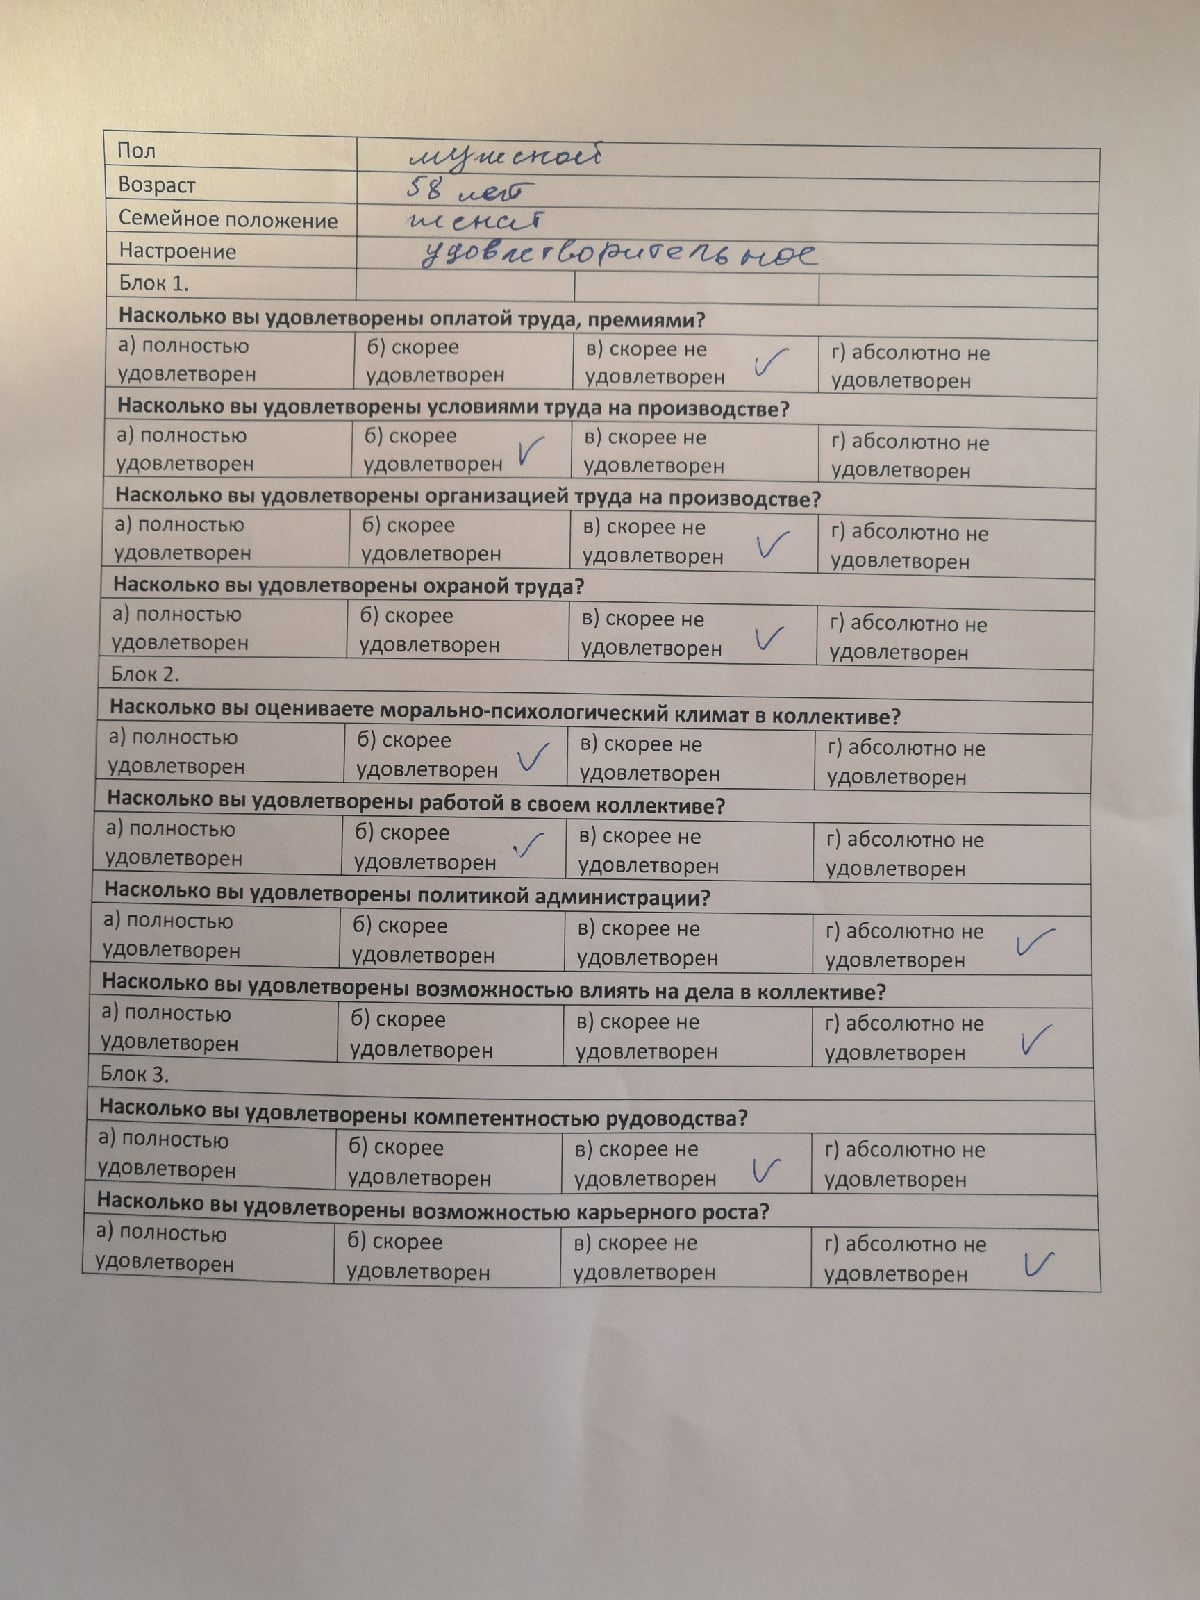 Пол мужской
Возраст 58 лет
Семейное положение женат
Настроение удовлетворительное
Блок 1.
Насколько вы удовлетворены оплатой труда, премиями?
а) полностью б) скорее в) скорее не г) абсолютно не
удовлетворен удовлетворен удовлетворен ✓ удовлетворен
Насколько вы удовлетворены условиями труда на производстве?
а) полностью б) скорее в) скорее не г) абсолютно не
удовлетворен удовлетворен ✓ удовлетворен удовлетворен
Насколько вы удовлетворены организацией труда на производстве?
а) полностью б) скорее в) скорее не г) абсолютно не
удовлетворен удовлетворен удовлетворен ✓ удовлетворен
Насколько вы удовлетворены охраной труда?
а) полностью б) скорее в) скорее не г) абсолютно не
удовлетворен удовлетворен удовлетворен ✓ удовлетворен
Блок 2.
Насколько вы оцениваете морально-психологический климат в коллективе?
а) полностью б) скорее в) скорее не г) абсолютно не
удовлетворен удовлетворен ✓ удовлетворен удовлетворен
Насколько вы удовлетворены работой в своем коллективе?
а) полностью б) скорее в) скорее не г) абсолютно не
удовлетворен удовлетворен ✓ удовлетворен удовлетворен
Насколько вы удовлетворены политикой администрации?
а) полностью б) скорее в) скорее не г) абсолютно не
удовлетворен удовлетворен удовлетворен удовлетворен ✓
Насколько вы удовлетворены возможностью влиять на дела в коллективе?
а) полностью б) скорее в) скорее не г) абсолютно не
удовлетворен удовлетворен удовлетворен удовлетворен ✓
Блок 3.
Насколько вы удовлетворены компетентностью рудоводства?
а) полностью б) скорее в) скорее не г) абсолютно не
удовлетворен удовлетворен удовлетворен ✓ удовлетворен
Насколько вы удовлетворены возможностью карьерного роста?
а) полностью б) скорее в) скорее не г) абсолютно не
удовлетворен удовлетворен удовлетворен удовлетворен ✓